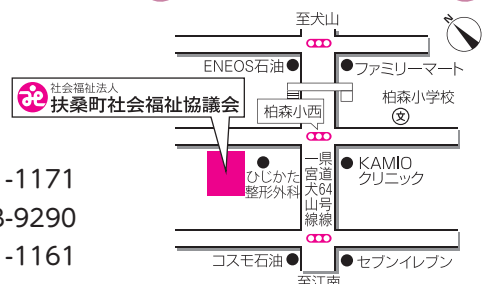 至犬山
ENEOS石油
ファミリーマート
社会福祉法人
扶桑町社会福祉協議会
柏森小西
柏森小学校
文
-1171
-9290
-1161
ひじかた
整形外科
県道64号線
一宮犬山線
KAMIO
クリニック
コスモ石油
セブンイレブン
至江南